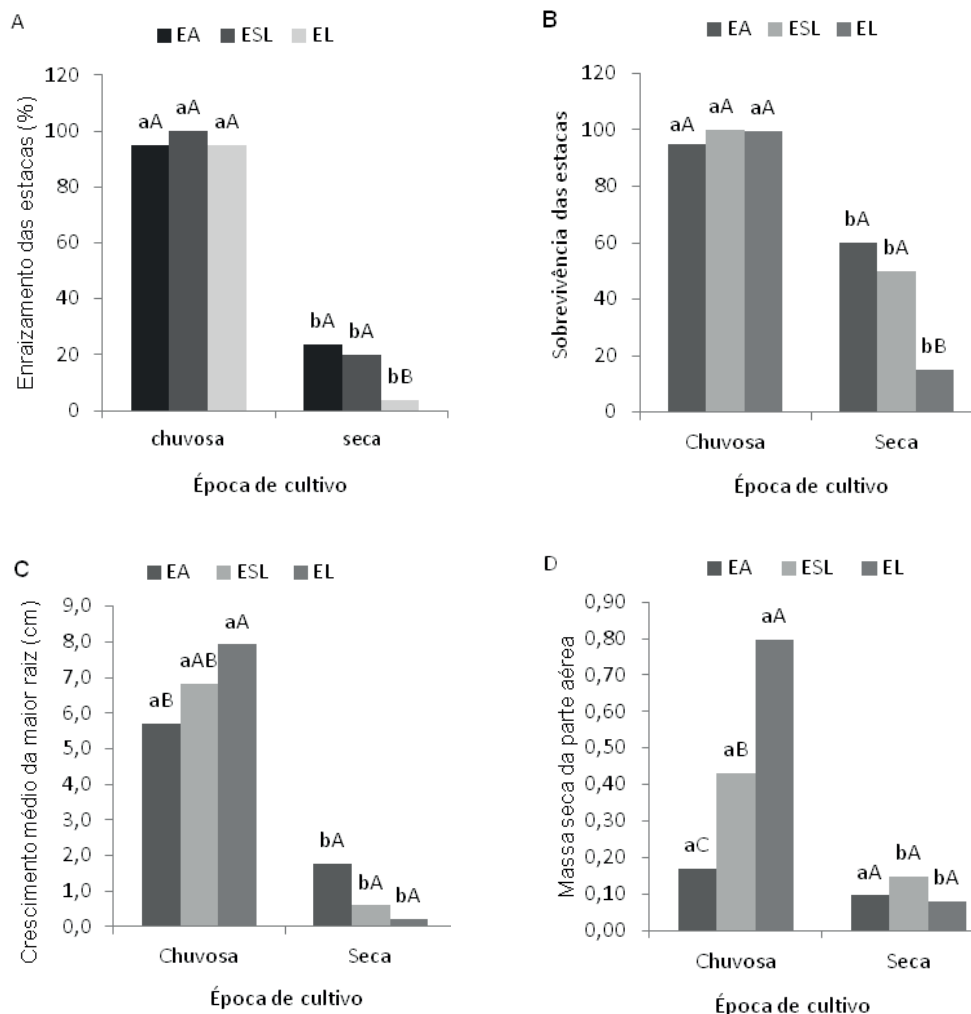 A
EA ESL EL
Enraizamento das estacas (%)
120
100
80
60
40
20
0
aA aA aA
bA bA bB
chuvosa seca
Época de cultivo
B
EA ESL EL
Sobrevivência das estacas
120
100
80
60
40
20
0
aA aA aA
bA bA bB
Chuvosa Seca
Época de cultivo
C
EA ESL EL
Crescimento médio da maior raiz (cm)
9,0
8,0
7,0
6,0
5,0
4,0
3,0
2,0
1,0
0,0
aB aAB aA
bA bA bA
Chuvosa Seca
Época de cultivo
D
EA ESL EL
Massa seca da parte aérea
0,90
0,80
0,70
0,60
0,50
0,40
0,30
0,20
0,10
0,00
aC aB aA
aA bA bA
Chuvosa Seca
Época de cultivo